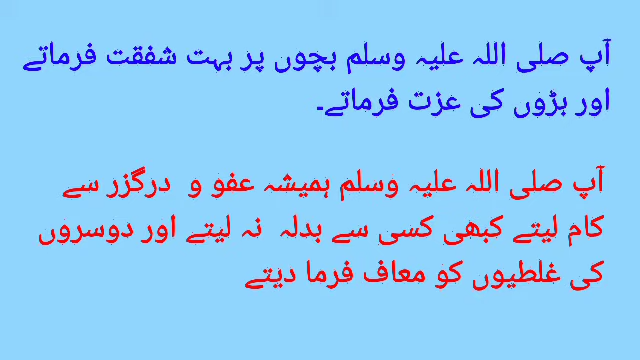 آپ صلی اللہ علیہ وسلم بچوں پر بہت شفقت فرماتے
اور بڑوں کی عزت فرماتے۔
آپ صلی اللہ علیہ وسلم ہمیشہ عفو و درگزر سے
کام لیتے کبھی کسی سے بدلہ نہ لیتے اور دوسروں
کی غلطیوں کو معاف فرما دیتے